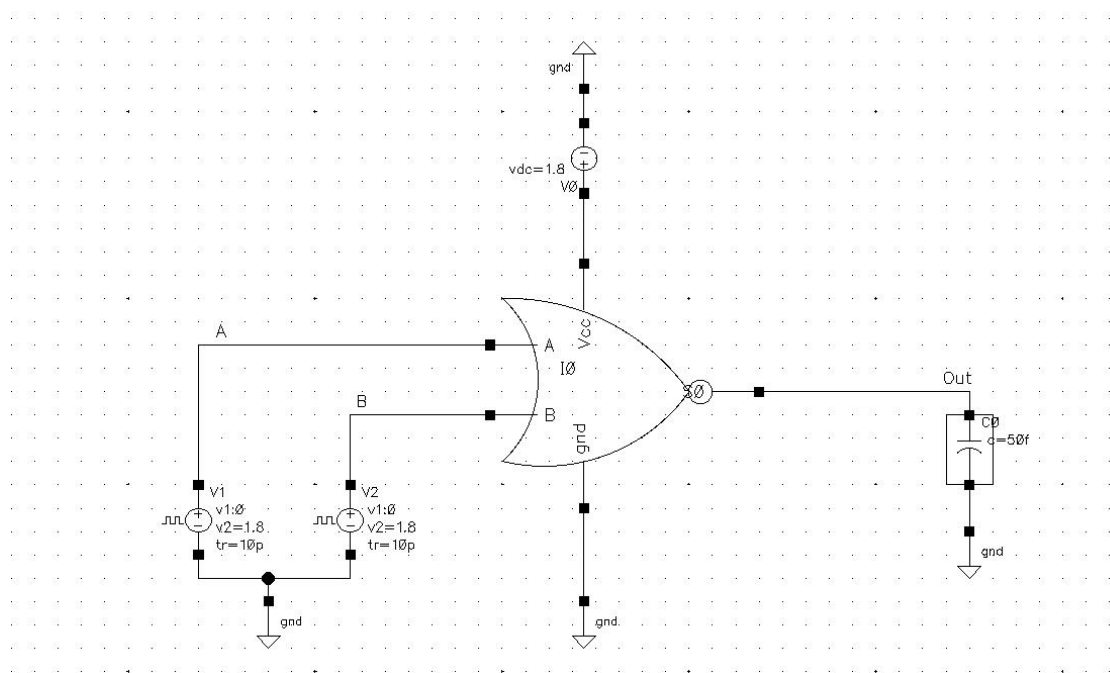 gnd
vdc=1.8
V0
A
Vcc
A
I0
B
B
gnd
S0
Out
C0
c=50f
gnd
V1
v1:0
v2=1.8
tr=10p
V2
v1:0
v2=1.8
tr=10p
gnd
gnd